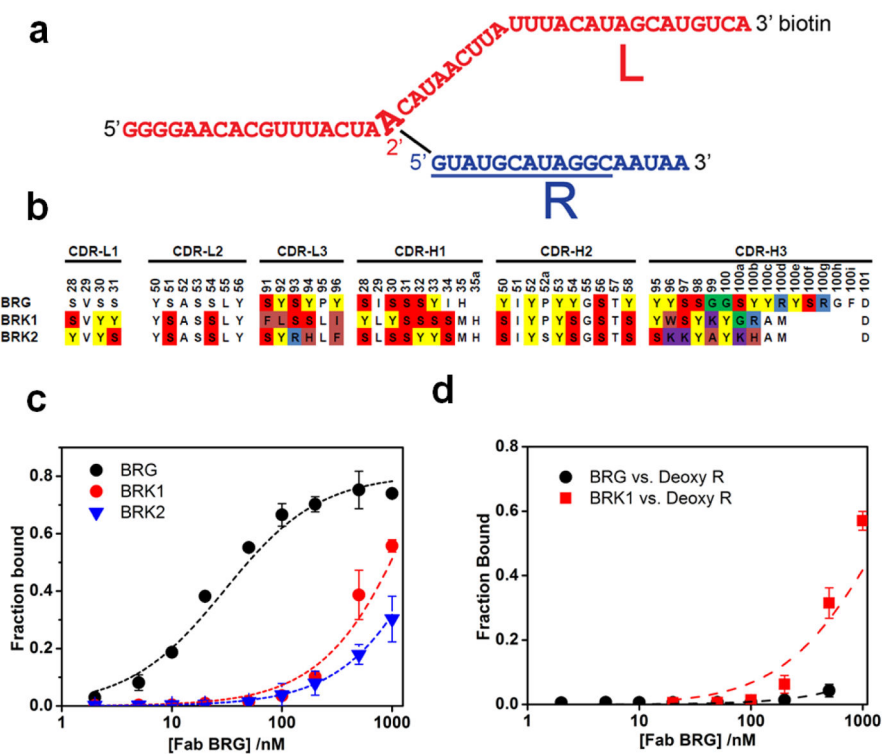 a
UUUACAUAGCAUGUCA 3’ biotin
L
CAUAACUUA
5’ GGGGAACACGUUUACUA A
2’
5’ GUAUGCAUAGGCAAUAA 3’
R
b
CDR-L1 CDR-L2 CDR-L3 CDR-H1 CDR-H2 CDR-H3
28 29 30 31 50 51 52 53 54 55 56 91 92 93 94 95 96 28 29 30 31 32 33 34 35 35a 50 51 52 52a 53 54 55 56 57 58 95 96 97 98 99 100 100a 100b 100c 100d 100e 100f 100g 100h 100i 101
BRG S V S S Y S A S S L Y S Y S Y P Y S I S S S Y I H Y I Y P Y Y G S T Y Y Y S S G G S Y Y R Y S R G F D
BRK1 S V Y Y Y S A S S L Y F L S S L I Y L Y S S S S M H S I Y P Y S G S T S Y W S Y K Y G R A M D
BRK2 Y V Y S Y S A S S L Y S Y R H L F S L S S Y Y S M H S I Y S Y S G S T S S K K Y A Y K H A M D
c
BRG
BRK1
BRK2
Fraction bound
0.8
0.6
0.4
0.2
0.0
1 10 100 1000
[Fab BRG] /nM
d
BRG vs. Deoxy R
BRK1 vs. Deoxy R
Fraction Bound
0.8
0.4
0.0
1 10 100 1000
[Fab BRG] /nM